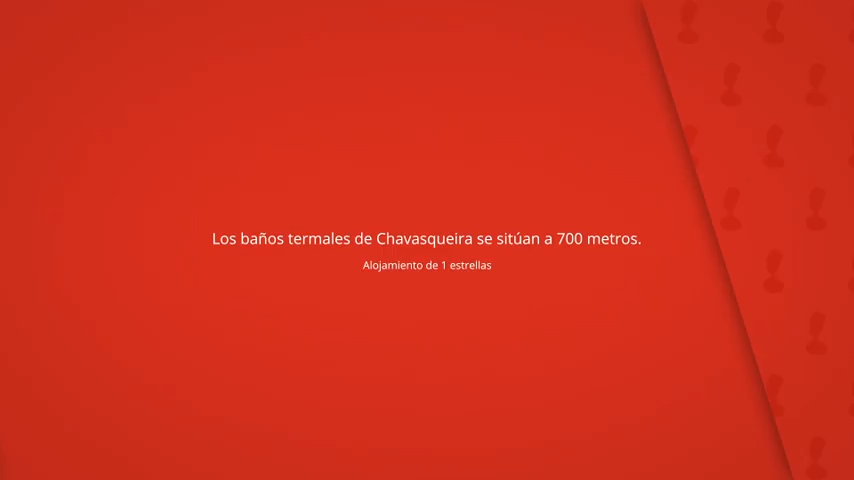 Los baños termales de Chavasqueira se sitúan a 700 metros.
Alojamiento de 1 estrellas